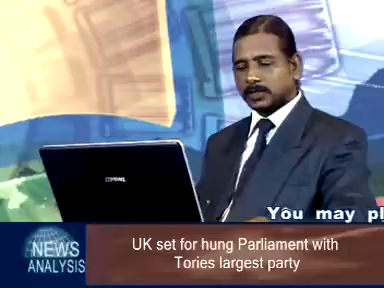 COMPAQ
You may pl
NEWS
ANALYSIS
UK set for hung Parliament with
Tories largest party